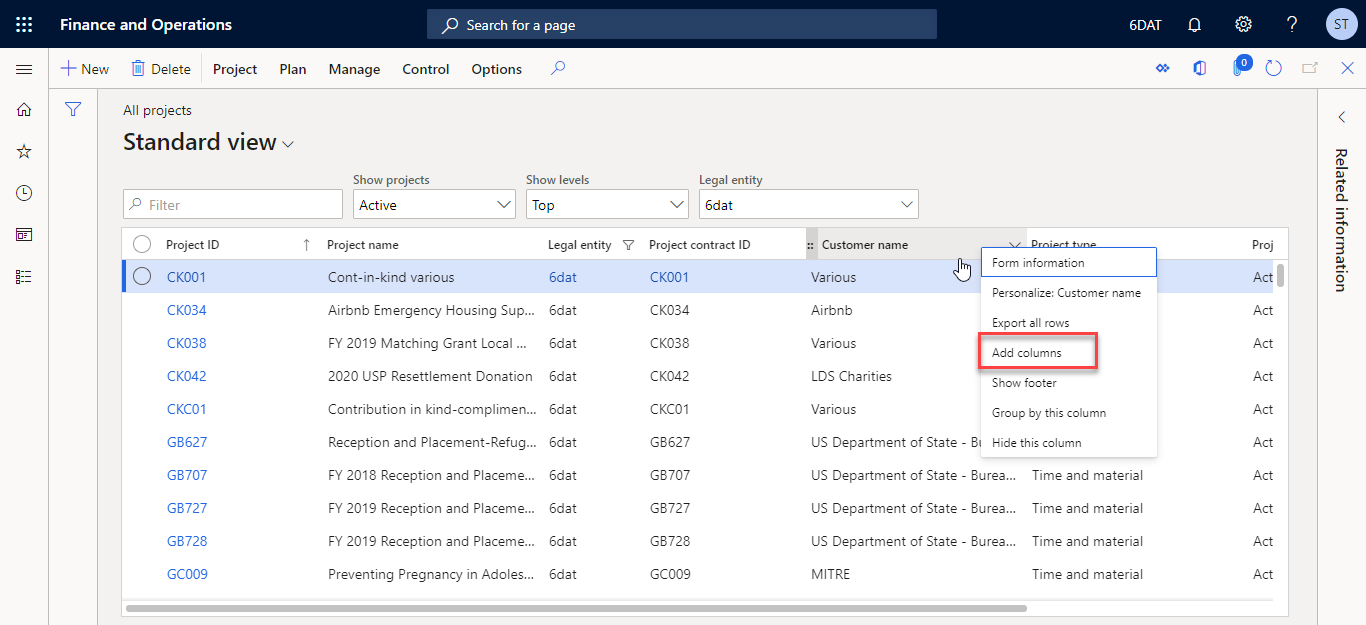 Finance and Operations Search for a page 6DAT ST
New Delete Project Plan Manage Control Options 0
All projects
Standard view
Show projects Show levels Legal entity
Filter Active Top 6dat
Project ID Project name Legal entity Project contract ID Customer name Project type Proj
CK001 Cont-in-kind various 6dat CK001 Various Act
CK034 Airbnb Emergency Housing Sup... 6dat CK034 Airbnb Act
CK038 FY 2019 Matching Grant Local ... 6dat CK038 Various Act
CK042 2020 USP Resettlement Donation 6dat CK042 LDS Charities Act
CKC01 Contribution in kind-complimen... 6dat CKC01 Various Act
GB627 Reception and Placement-Refug... 6dat GB627 US Department of State - Bu Act
GB707 FY 2018 Reception and Placeme... 6dat GB707 US Department of State - Burea... Time and material Act
GB727 FY 2019 Reception and Placeme... 6dat GB727 US Department of State - Burea... Time and material Act
GB728 FY 2019 Reception and Placeme... 6dat GB728 US Department of State - Burea... Time and material Act
GC009 Preventing Pregnancy in Adoles... 6dat GC009 MITRE Time and material Act
Form information
Personalize: Customer name
Export all rows
Add columns
Show footer
Group by this column
Hide this column
Related information